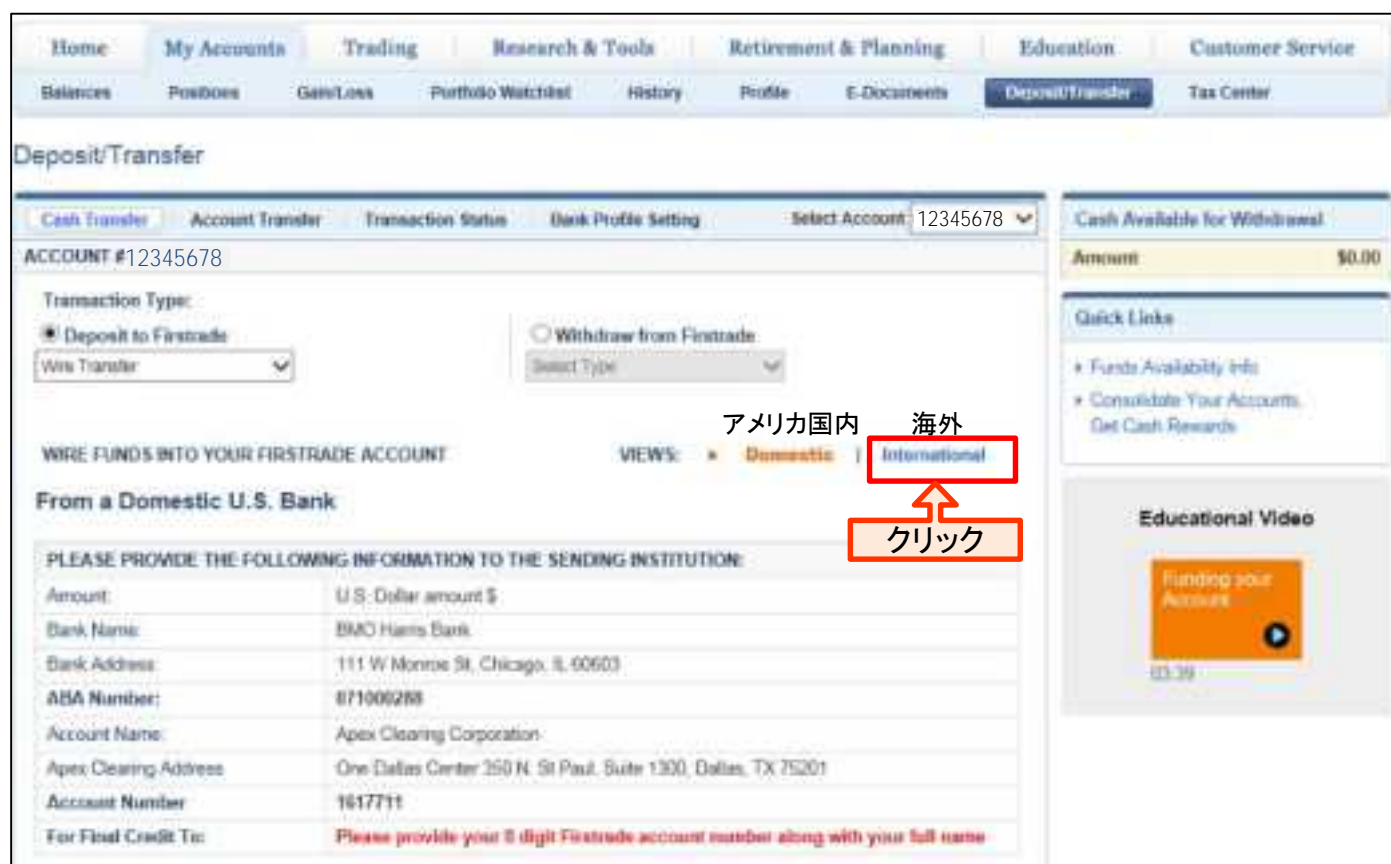 Home My Accounts Trading Research & Tools Retirement & Planning Education Customer Service
Balances Positions Gain/Loss Portfolio Watchlist History Profile E-Documents Deposit/Transfer Tax Center
Deposit/Transfer
Cash Transfer Account Transfer Transaction Status Bank Profile Setting Select Account: 12345678
ACCOUNT #12345678
Transaction Type:
Deposit to Firstrade Withdraw from Firstrade
Wire Transfer Select Type
アメリカ国内 海外
WIRE FUNDS INTO YOUR FIRSTRADE ACCOUNT VIEWS: Domestic | International
クリック
From a Domestic U.S. Bank
PLEASE PROVIDE THE FOLLOWING INFORMATION TO THE SENDING INSTITUTION:
Amount: U.S. Dollar amount $
Bank Name: BMO Harris Bank
Bank Address: 111 W Monroe St, Chicago, IL 60603
ABA Number: 071000288
Account Name: Apex Clearing Corporation
Apex Clearing Address One Dallas Center 350 N. St Paul, Suite 1300, Dallas, TX 75201
Account Number 1617711
For Final Credit To: Please provide your 8 digit Firstrade account number along with your full name
Cash Available for Withdrawal
Amount $0.00
Quick Links
Funds Availability Info
Consolidate Your Accounts,
Get Cash Rewards
Educational Video
Funding your
Account
03:39